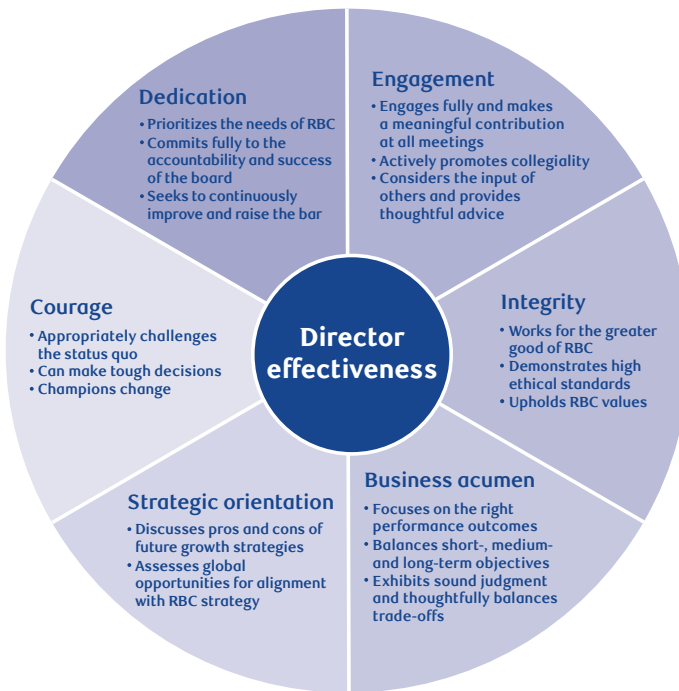 Dedication
• Prioritizes the needs of RBC
• Commits fully to the
accountability and success
of the board
• Seeks to continuously
improve and raise the bar
Engagement
• Engages fully and makes
a meaningful contribution
at all meetings
• Actively promotes collegiality
• Considers the input of
others and provides
thoughtful advice
Courage
• Appropriately challenges
the status quo
• Can make tough decisions
• Champions change
Director
effectiveness
Integrity
• Works for the greater
good of RBC
• Demonstrates high
ethical standards
• Upholds RBC values
Strategic orientation
• Discusses pros and cons of
future growth strategies
• Assesses global
opportunities for alignment
with RBC strategy
Business acumen
• Focuses on the right
performance outcomes
• Balances short-, medium-
and long-term objectives
• Exhibits sound judgment
and thoughtfully balances
trade-offs